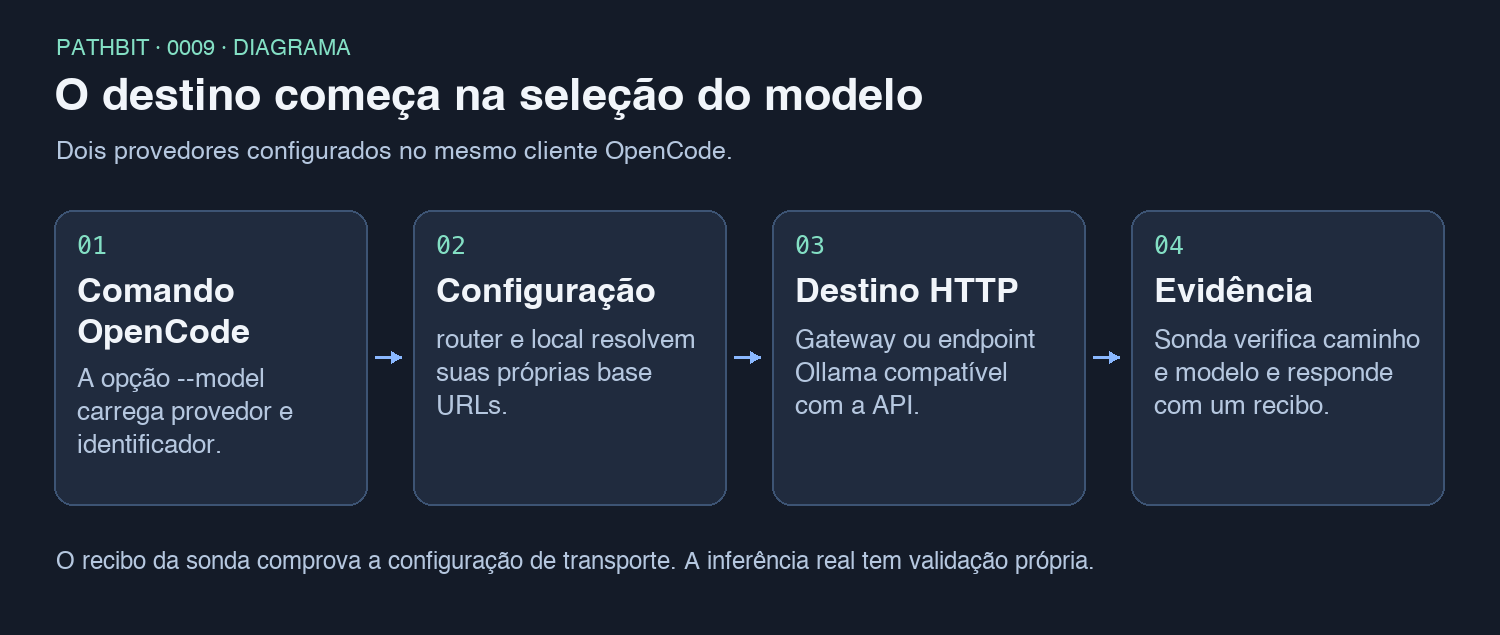 PATHBIT · 0009 · DIAGRAMA
O destino começa na seleção do modelo
Dois provedores configurados no mesmo cliente OpenCode.
01
Comando
OpenCode
A opção --model
carrega provedor e
identificador.
02
Configuração
router e local resolvem
suas próprias base
URLs.
03
Destino HTTP
Gateway ou endpoint
Ollama compatível
com a API.
04
Evidência
Sonda verifica caminho
e modelo e responde
com um recibo.
O recibo da sonda comprova a configuração de transporte. A inferência real tem validação própria.